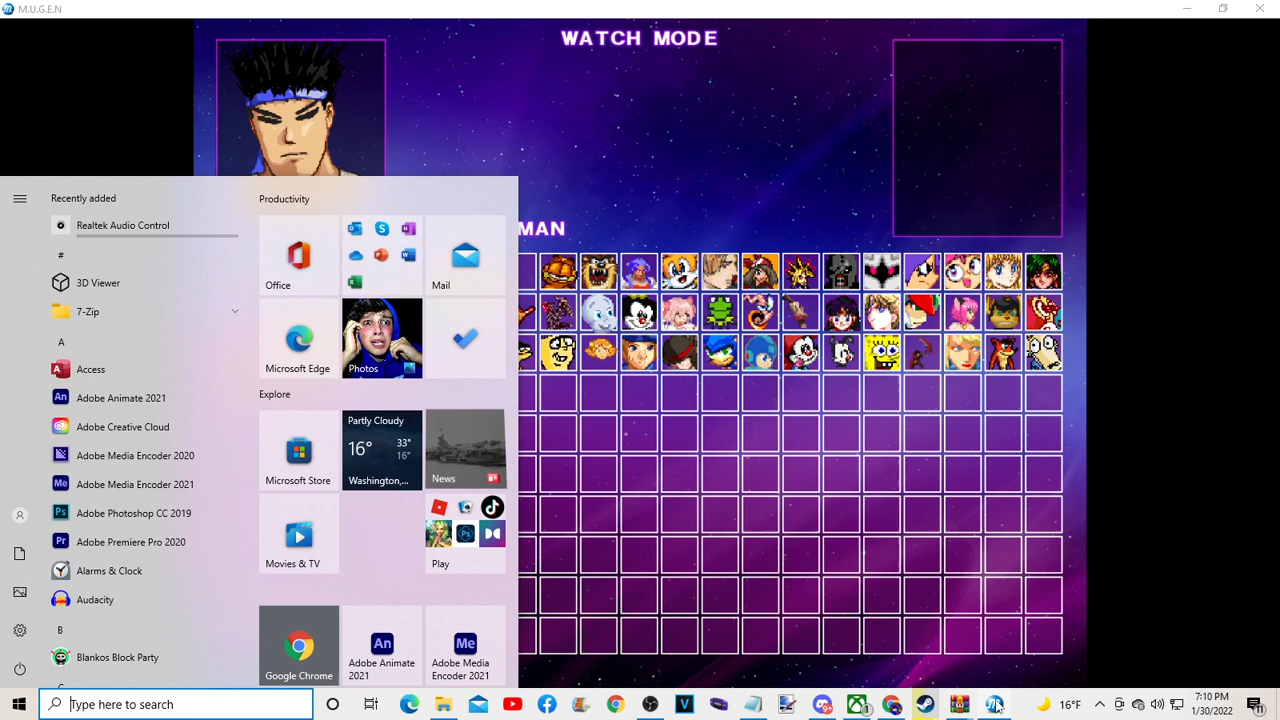 M.U.G.E.N
WATCH MODE
MAN
Recently added
Realtek Audio Control
#
3D Viewer
7-Zip
A
Access
Adobe Animate 2021
Adobe Creative Cloud
Adobe Media Encoder 2020
Adobe Media Encoder 2021
Adobe Photoshop CC 2019
Adobe Premiere Pro 2020
Alarms & Clock
Audacity
B
Blankos Block Party
Productivity
Office
Mail
Microsoft Edge
Photos
Explore
Microsoft Store
Partly Cloudy
16° 33°
16°
Washington,...
News
Movies & TV
Play
Google Chrome
Adobe Animate 2021
Adobe Media Encoder 2021
Type here to search
16°F
7:10 PM
1/30/2022
11